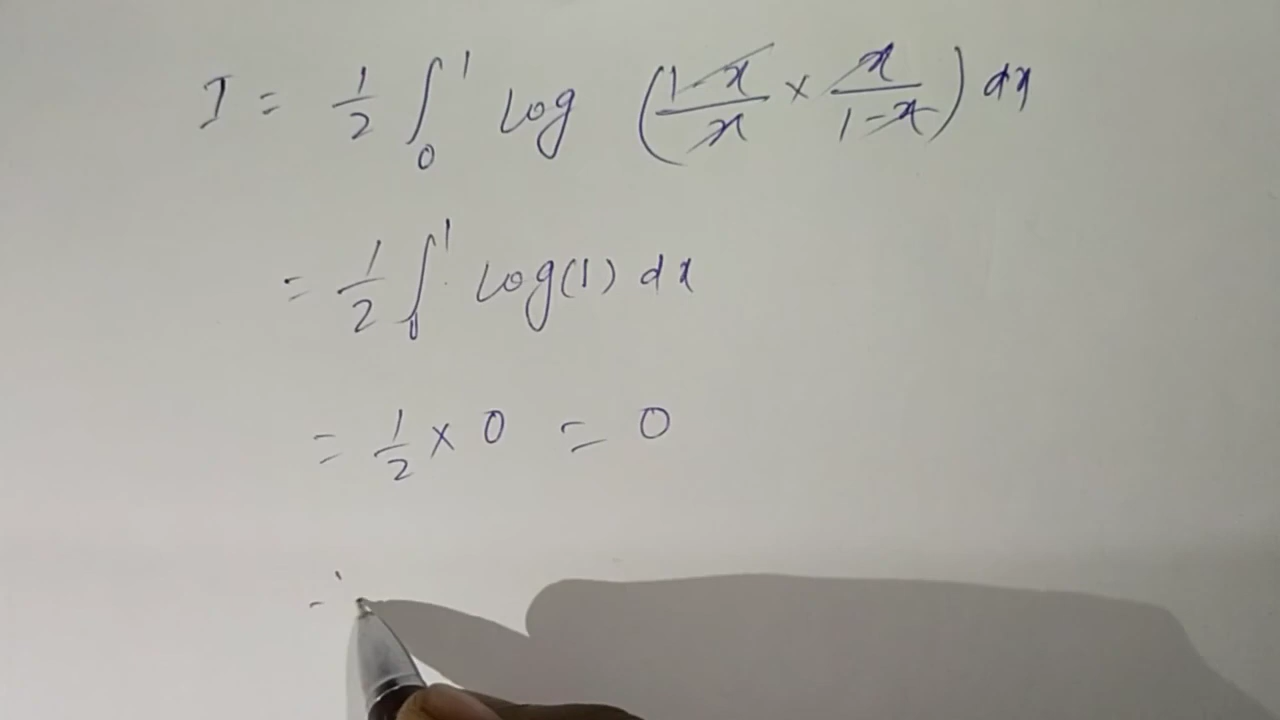 I = 1/2 ∫₀¹ log (1-x/x × x/1-x) dx
= 1/2 ∫₀¹ log(1) dx
= 1/2 × 0 = 0
∴